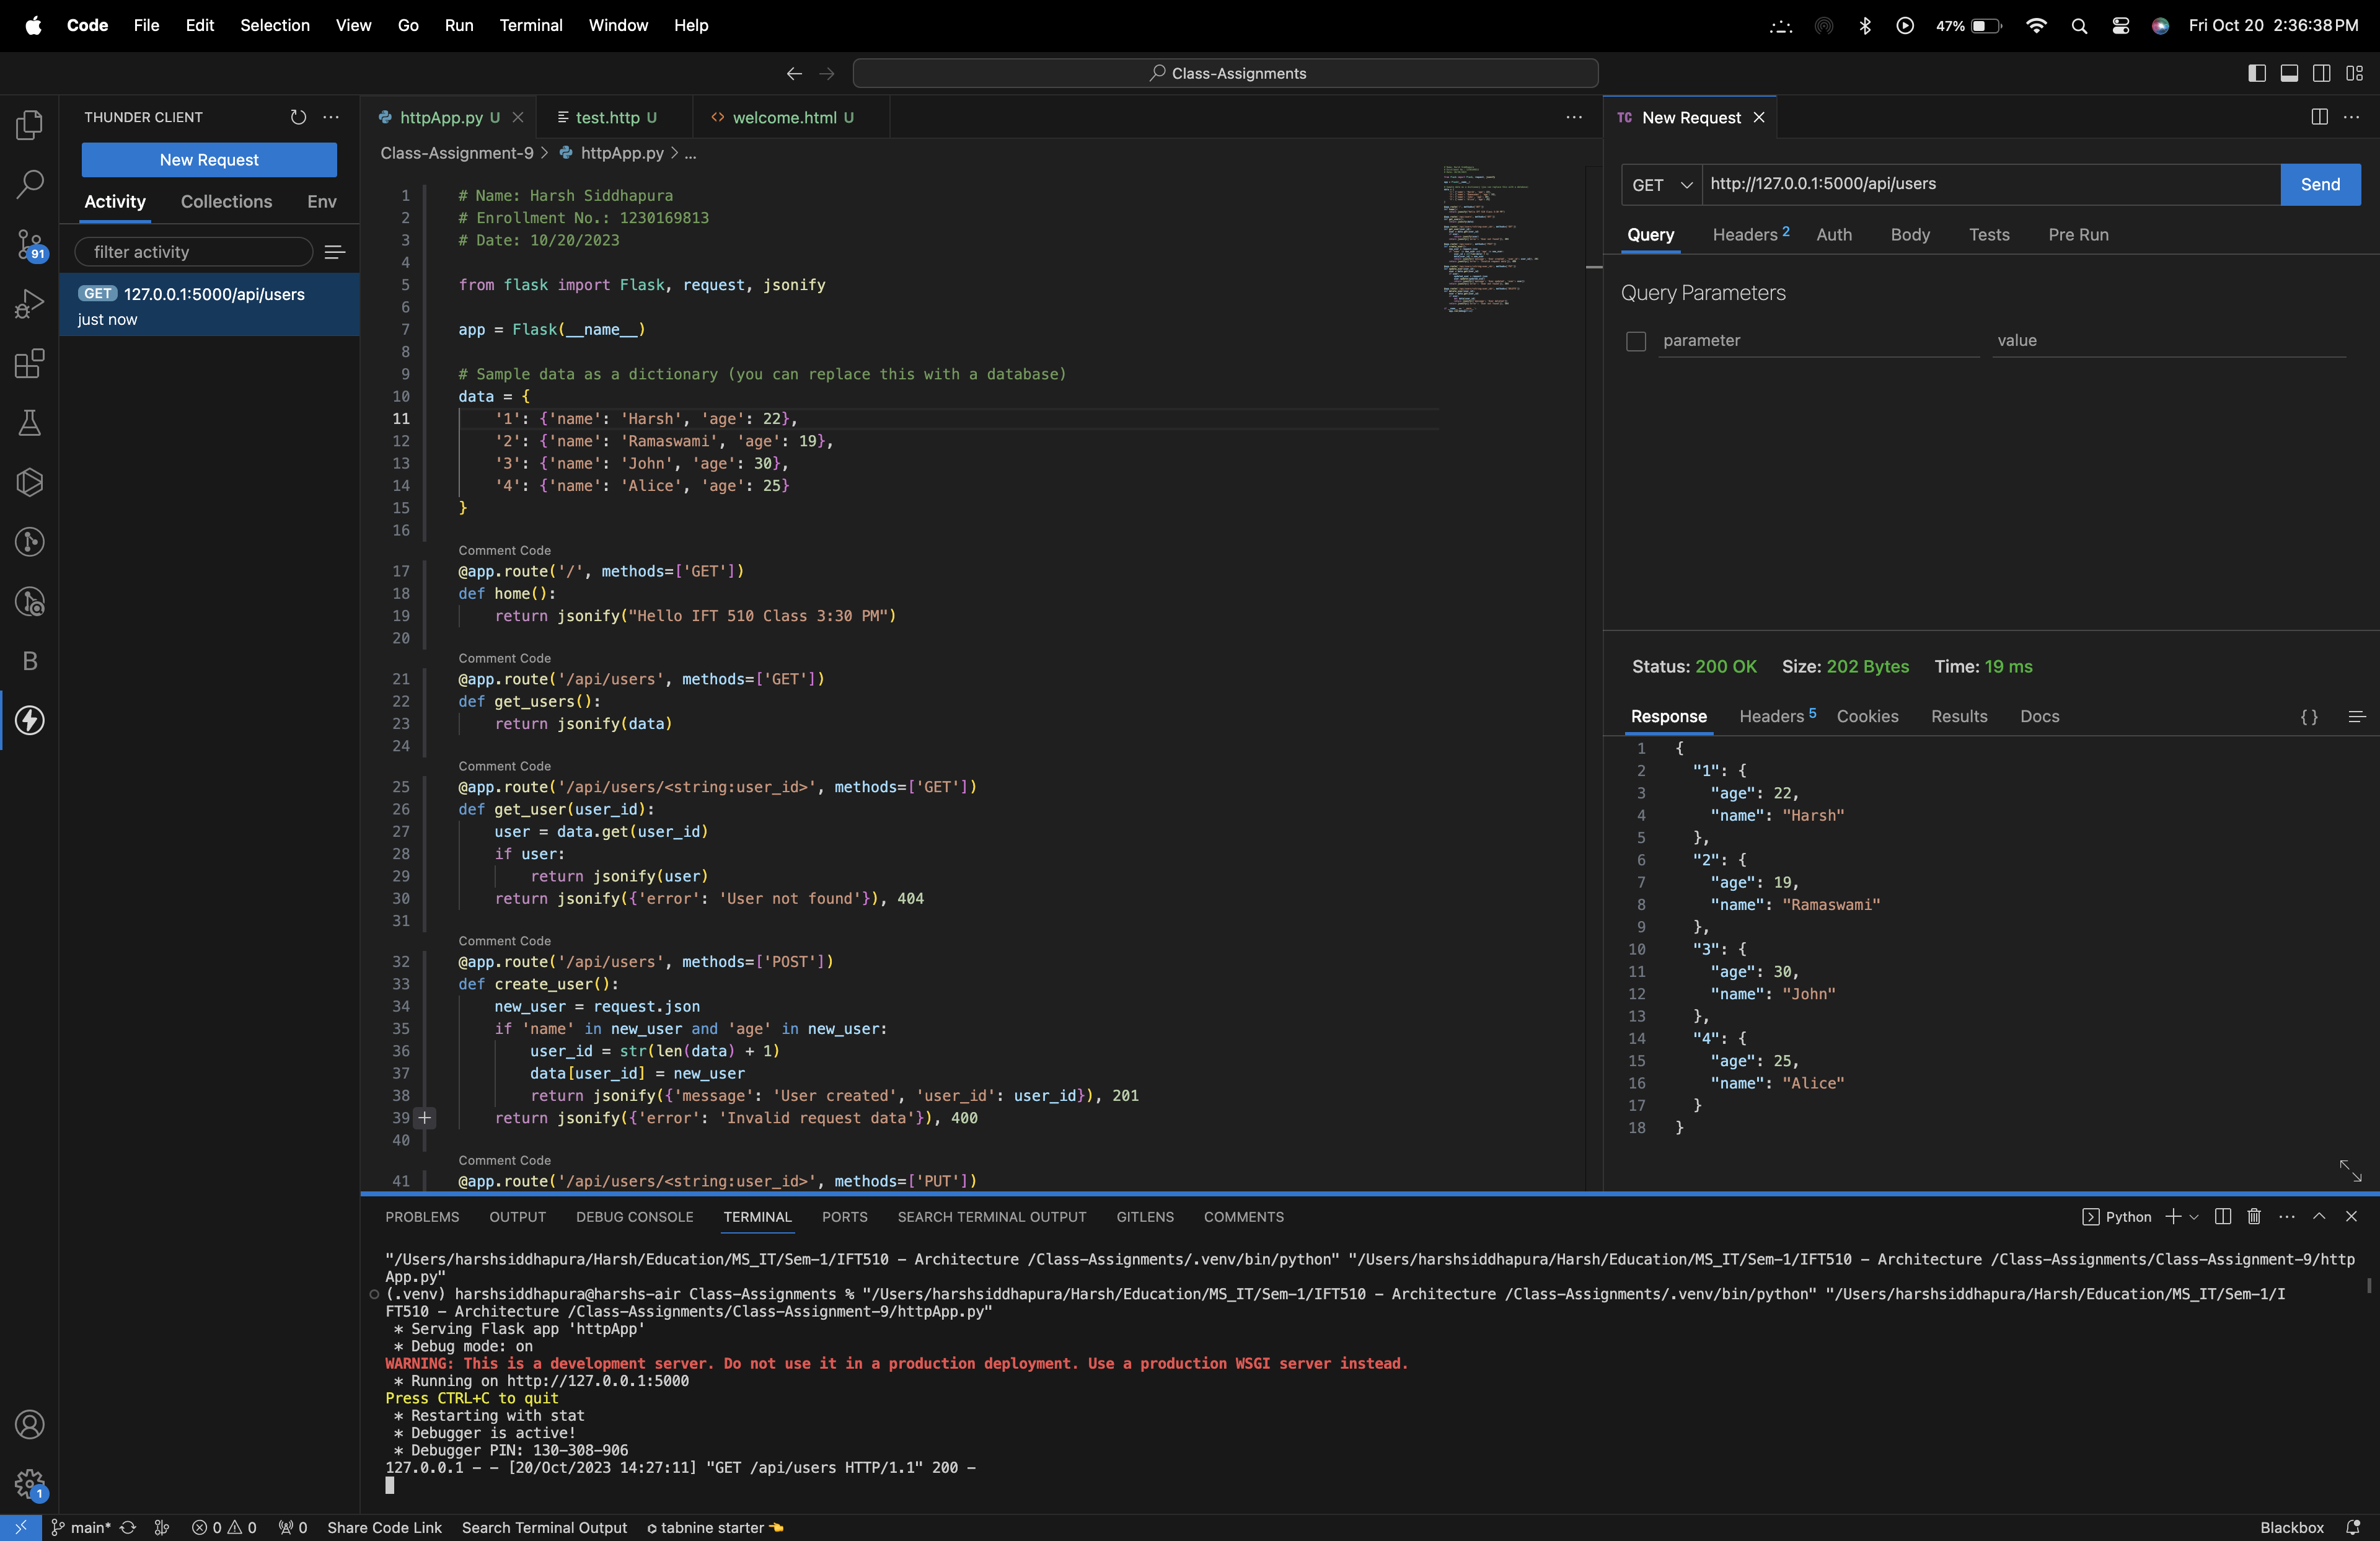 Code File Edit Selection View Go Run Terminal Window Help
47% Fri Oct 20 2:36:38 PM
Class-Assignments
THUNDER CLIENT
New Request
Activity Collections Env
filter activity
GET 127.0.0.1:5000/api/users
just now
91
B
1
httpApp.py U
test.http U
welcome.html U
Class-Assignment-9 > httpApp.py > ...
1 # Name: Harsh Siddhapura
2 # Enrollment No.: 1230169813
3 # Date: 10/20/2023
4
5 from flask import Flask, request, jsonify
6
7 app = Flask(__name__)
8
9 # Sample data as a dictionary (you can replace this with a database)
10 data = {
11 '1': {'name': 'Harsh', 'age': 22},
12 '2': {'name': 'Ramaswami', 'age': 19},
13 '3': {'name': 'John', 'age': 30},
14 '4': {'name': 'Alice', 'age': 25}
15 }
16
Comment Code
17 @app.route('/', methods=['GET'])
18 def home():
19 return jsonify("Hello IFT 510 Class 3:30 PM")
20
Comment Code
21 @app.route('/api/users', methods=['GET'])
22 def get_users():
23 return jsonify(data)
24
Comment Code
25 @app.route('/api/users/<string:user_id>', methods=['GET'])
26 def get_user(user_id):
27 user = data.get(user_id)
28 if user:
29 return jsonify(user)
30 return jsonify({'error': 'User not found'}), 404
31
Comment Code
32 @app.route('/api/users', methods=['POST'])
33 def create_user():
34 new_user = request.json
35 if 'name' in new_user and 'age' in new_user:
36 user_id = str(len(data) + 1)
37 data[user_id] = new_user
38 return jsonify({'message': 'User created', 'user_id': user_id}), 201
39 return jsonify({'error': 'Invalid request data'}), 400
40
Comment Code
41 @app.route('/api/users/<string:user_id>', methods=['PUT'])
TC New Request
GET http://127.0.0.1:5000/api/users Send
Query Headers 2 Auth Body Tests Pre Run
Query Parameters
parameter value
Status: 200 OK Size: 202 Bytes Time: 19 ms
Response Headers 5 Cookies Results Docs {}
1 {
2 "1": {
3 "age": 22,
4 "name": "Harsh"
5 },
6 "2": {
7 "age": 19,
8 "name": "Ramaswami"
9 },
10 "3": {
11 "age": 30,
12 "name": "John"
13 },
14 "4": {
15 "age": 25,
16 "name": "Alice"
17 }
18 }
PROBLEMS OUTPUT DEBUG CONSOLE TERMINAL PORTS SEARCH TERMINAL OUTPUT GITLENS COMMENTS
Python
"/Users/harshsiddhapura/Harsh/Education/MS_IT/Sem-1/IFT510 – Architecture /Class-Assignments/.venv/bin/python" "/Users/harshsiddhapura/Harsh/Education/MS_IT/Sem-1/IFT510 – Architecture /Class-Assignments/Class-Assignment-9/http
App.py"
(.venv) harshsiddhapura@harshs-air Class-Assignments % "/Users/harshsiddhapura/Harsh/Education/MS_IT/Sem-1/IFT510 – Architecture /Class-Assignments/.venv/bin/python" "/Users/harshsiddhapura/Harsh/Education/MS_IT/Sem-1/I
FT510 – Architecture /Class-Assignments/Class-Assignment-9/httpApp.py"
* Serving Flask app 'httpApp'
* Debug mode: on
WARNING: This is a development server. Do not use it in a production deployment. Use a production WSGI server instead.
* Running on http://127.0.0.1:5000
Press CTRL+C to quit
* Restarting with stat
* Debugger is active!
* Debugger PIN: 130-308-906
127.0.0.1 - - [20/Oct/2023 14:27:11] "GET /api/users HTTP/1.1" 200 -
main* 0 0 0 Share Code Link Search Terminal Output tabnine starter Blackbox